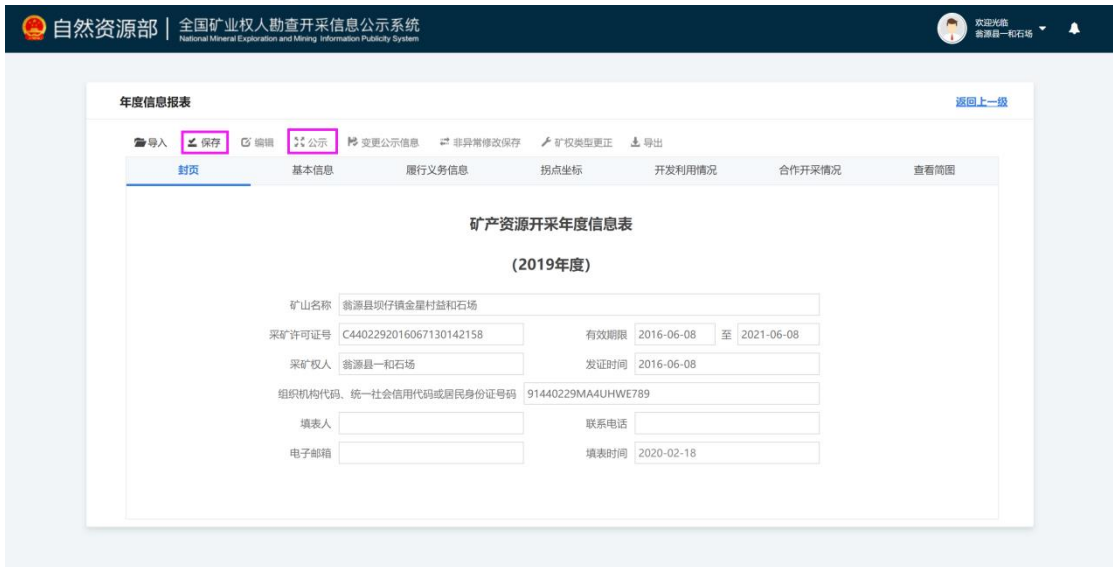 自然资源部 全国矿业权人勘查开采信息公示系统
National Mineral Exploration and Mining Information Publicity System
欢迎光临
翁源县一和石场
年度信息报表 返回上一级
导入 保存 编辑 公示 变更公示信息 非异常修改保存 矿权类型更正 导出
封页 基本信息 履行义务信息 拐点坐标 开发利用情况 合作开采情况 查看简图
矿产资源开采年度信息表
(2019年度)
矿山名称 翁源县坝仔镇金星村益和石场
采矿许可证号 C4402292016067130142158 有效期限 2016-06-08 至 2021-06-08
采矿权人 翁源县一和石场 发证时间 2016-06-08
组织机构代码、统一社会信用代码或居民身份证号码 91440229MA4UHWE789
填表人 联系电话
电子邮箱 填表时间 2020-02-18